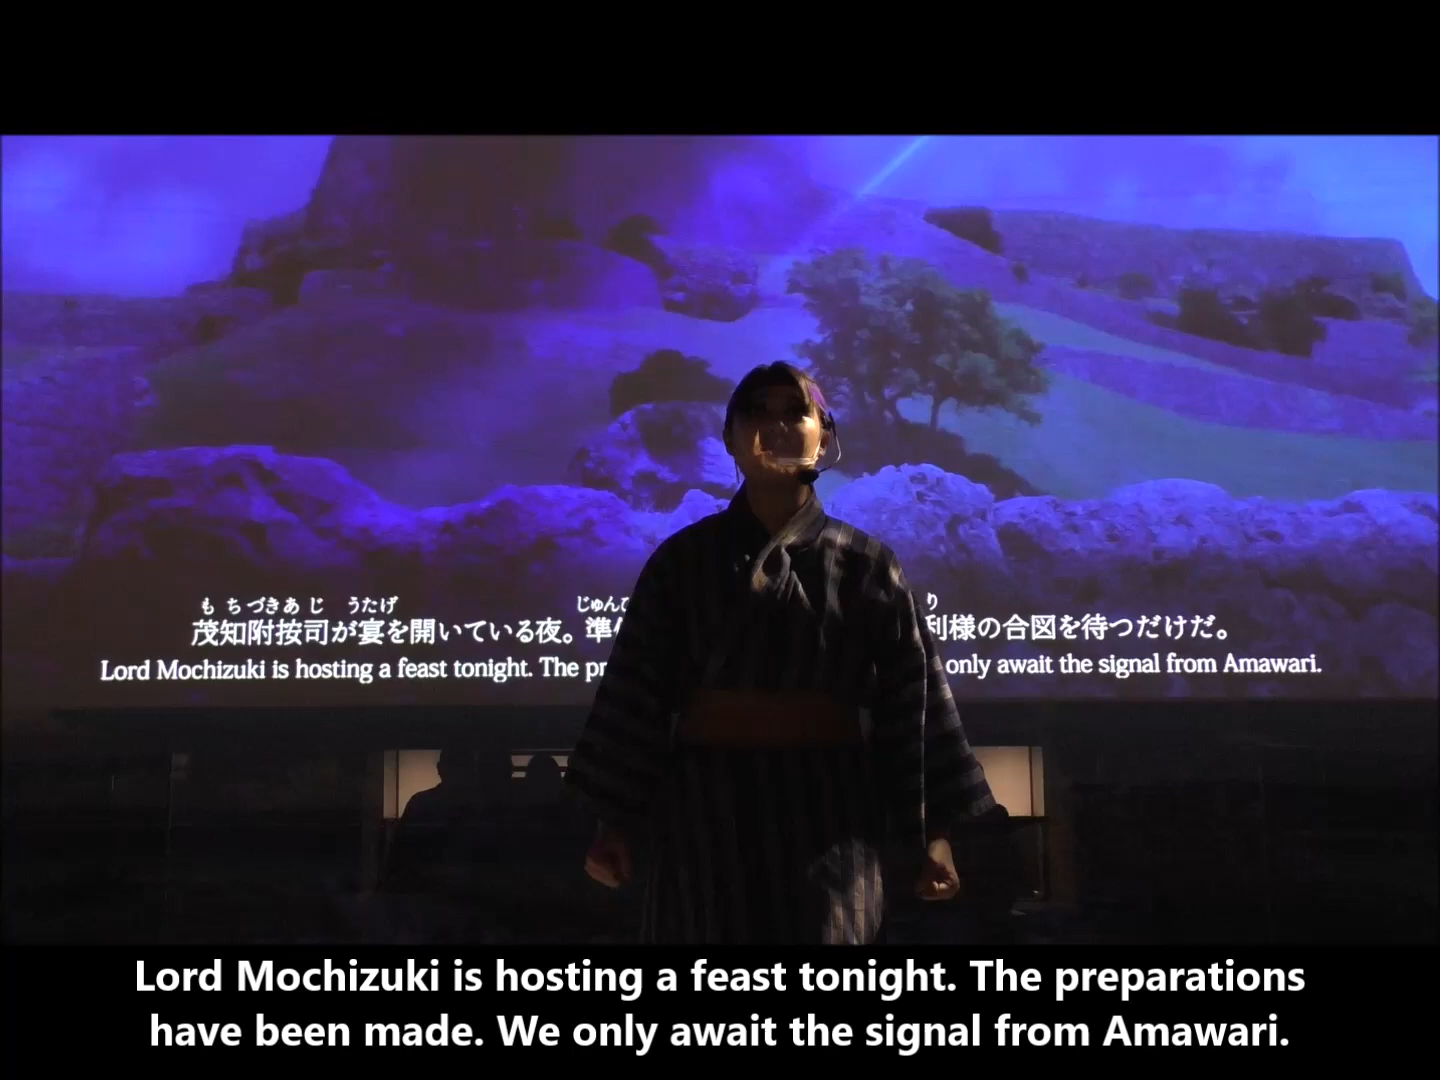 もちづきあじ うたげ じゅん り
茂知附按司が宴を開いている夜。準 利様の合図を待つだけだ。
Lord Mochizuki is hosting a feast tonight. The only await the signal from Amawari.
Lord Mochizuki is hosting a feast tonight. The preparations
have been made. We only await the signal from Amawari.